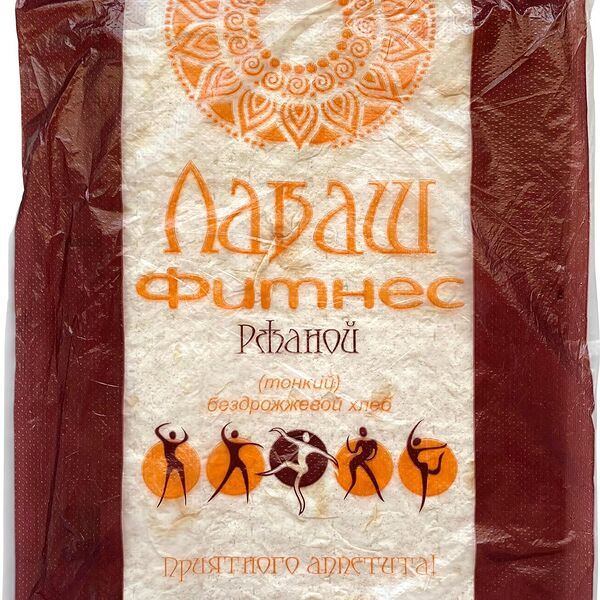 Лаваш
Фитнес
Ржаной
(тонкий)
бездрожжевой хлеб
Приятного аппетита!